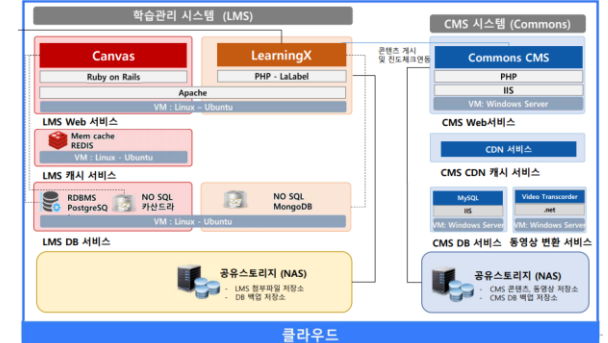 학습관리 시스템 (LMS)
CMS 시스템 (Commons)
Canvas
LearningX
Ruby on Rails
PHP - LaLabel
Apache
VM : Linux - Ubuntu
LMS Web 서비스
콘텐츠 게시
및 진도체크연동
Commons CMS
PHP
IIS
VM: Windows Server
CMS Web서비스
Mem cache
REDIS
VM : Linux - Ubuntu
LMS 캐시 서비스
CDN 서비스
CMS CDN 캐시 서비스
RDBMS
PostgreSQ
NO SQL
카산드라
NO SQL
MongoDB
VM : Linux - Ubuntu
LMS DB 서비스
MySQL
IIS
VM: Windows Server
CMS DB 서비스
Video Transcorder
.net
VM: Windows Server
동영상 변환 서비스
공유스토리지 (NAS)
- LMS 첨부파일 저장소
- DB 백업 저장소
공유스토리지 (NAS)
- CMS 콘텐츠, 동영상 저장소
- CMS DB 백업 저장소
클라우드